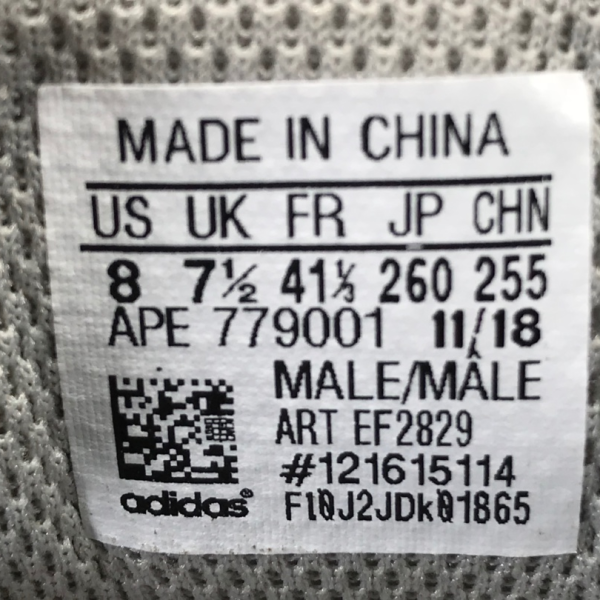 MADE IN CHINA
US UK FR JP CHN
8 7½ 41⅓ 260 255
APE 779001 11/18
MALE/MÂLE
ART EF2829
#121615114
adidas® Ft0J2JDk01865